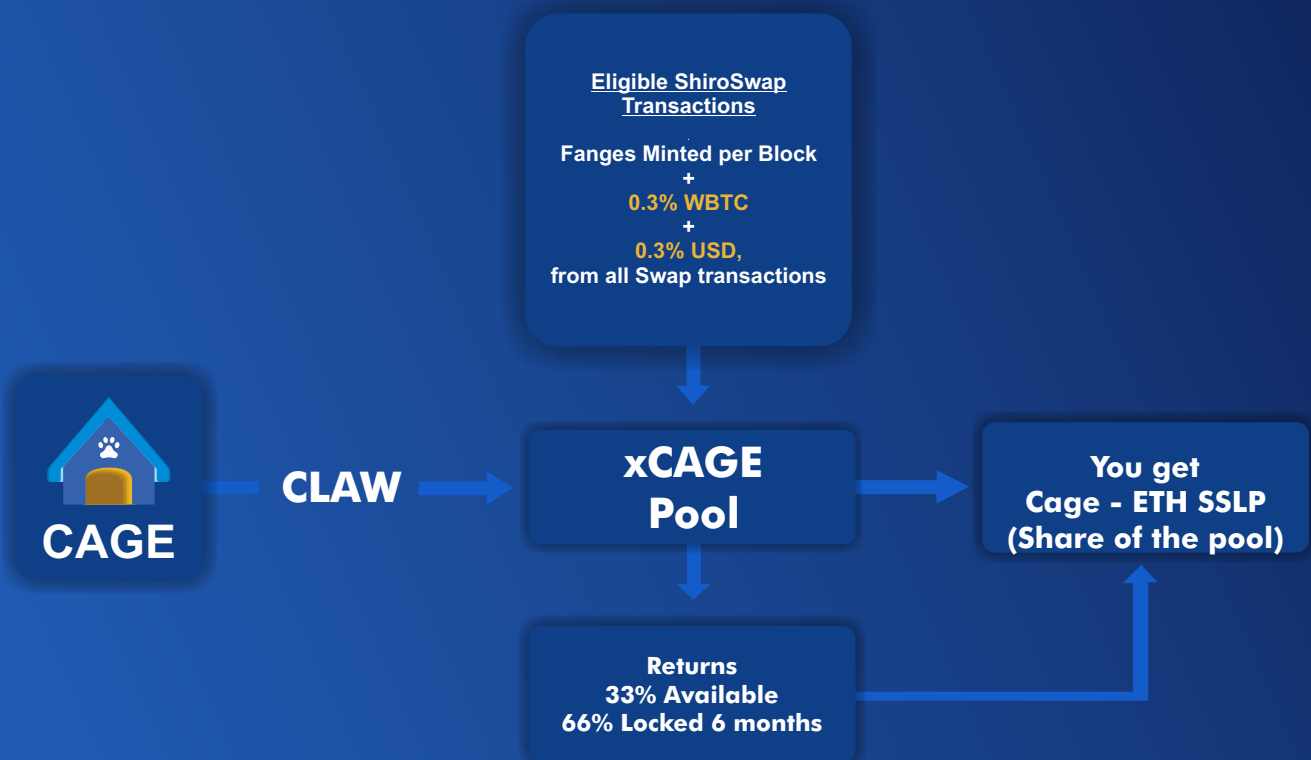 Eligible ShiroSwap
Transactions
.
Fanges Minted per Block
+
0.3% WBTC
+
0.3% USD,
from all Swap transactions
CAGE
CLAW
xCAGE
Pool
You get
Cage - ETH SSLP
(Share of the pool)
Returns
33% Available
66% Locked 6 months